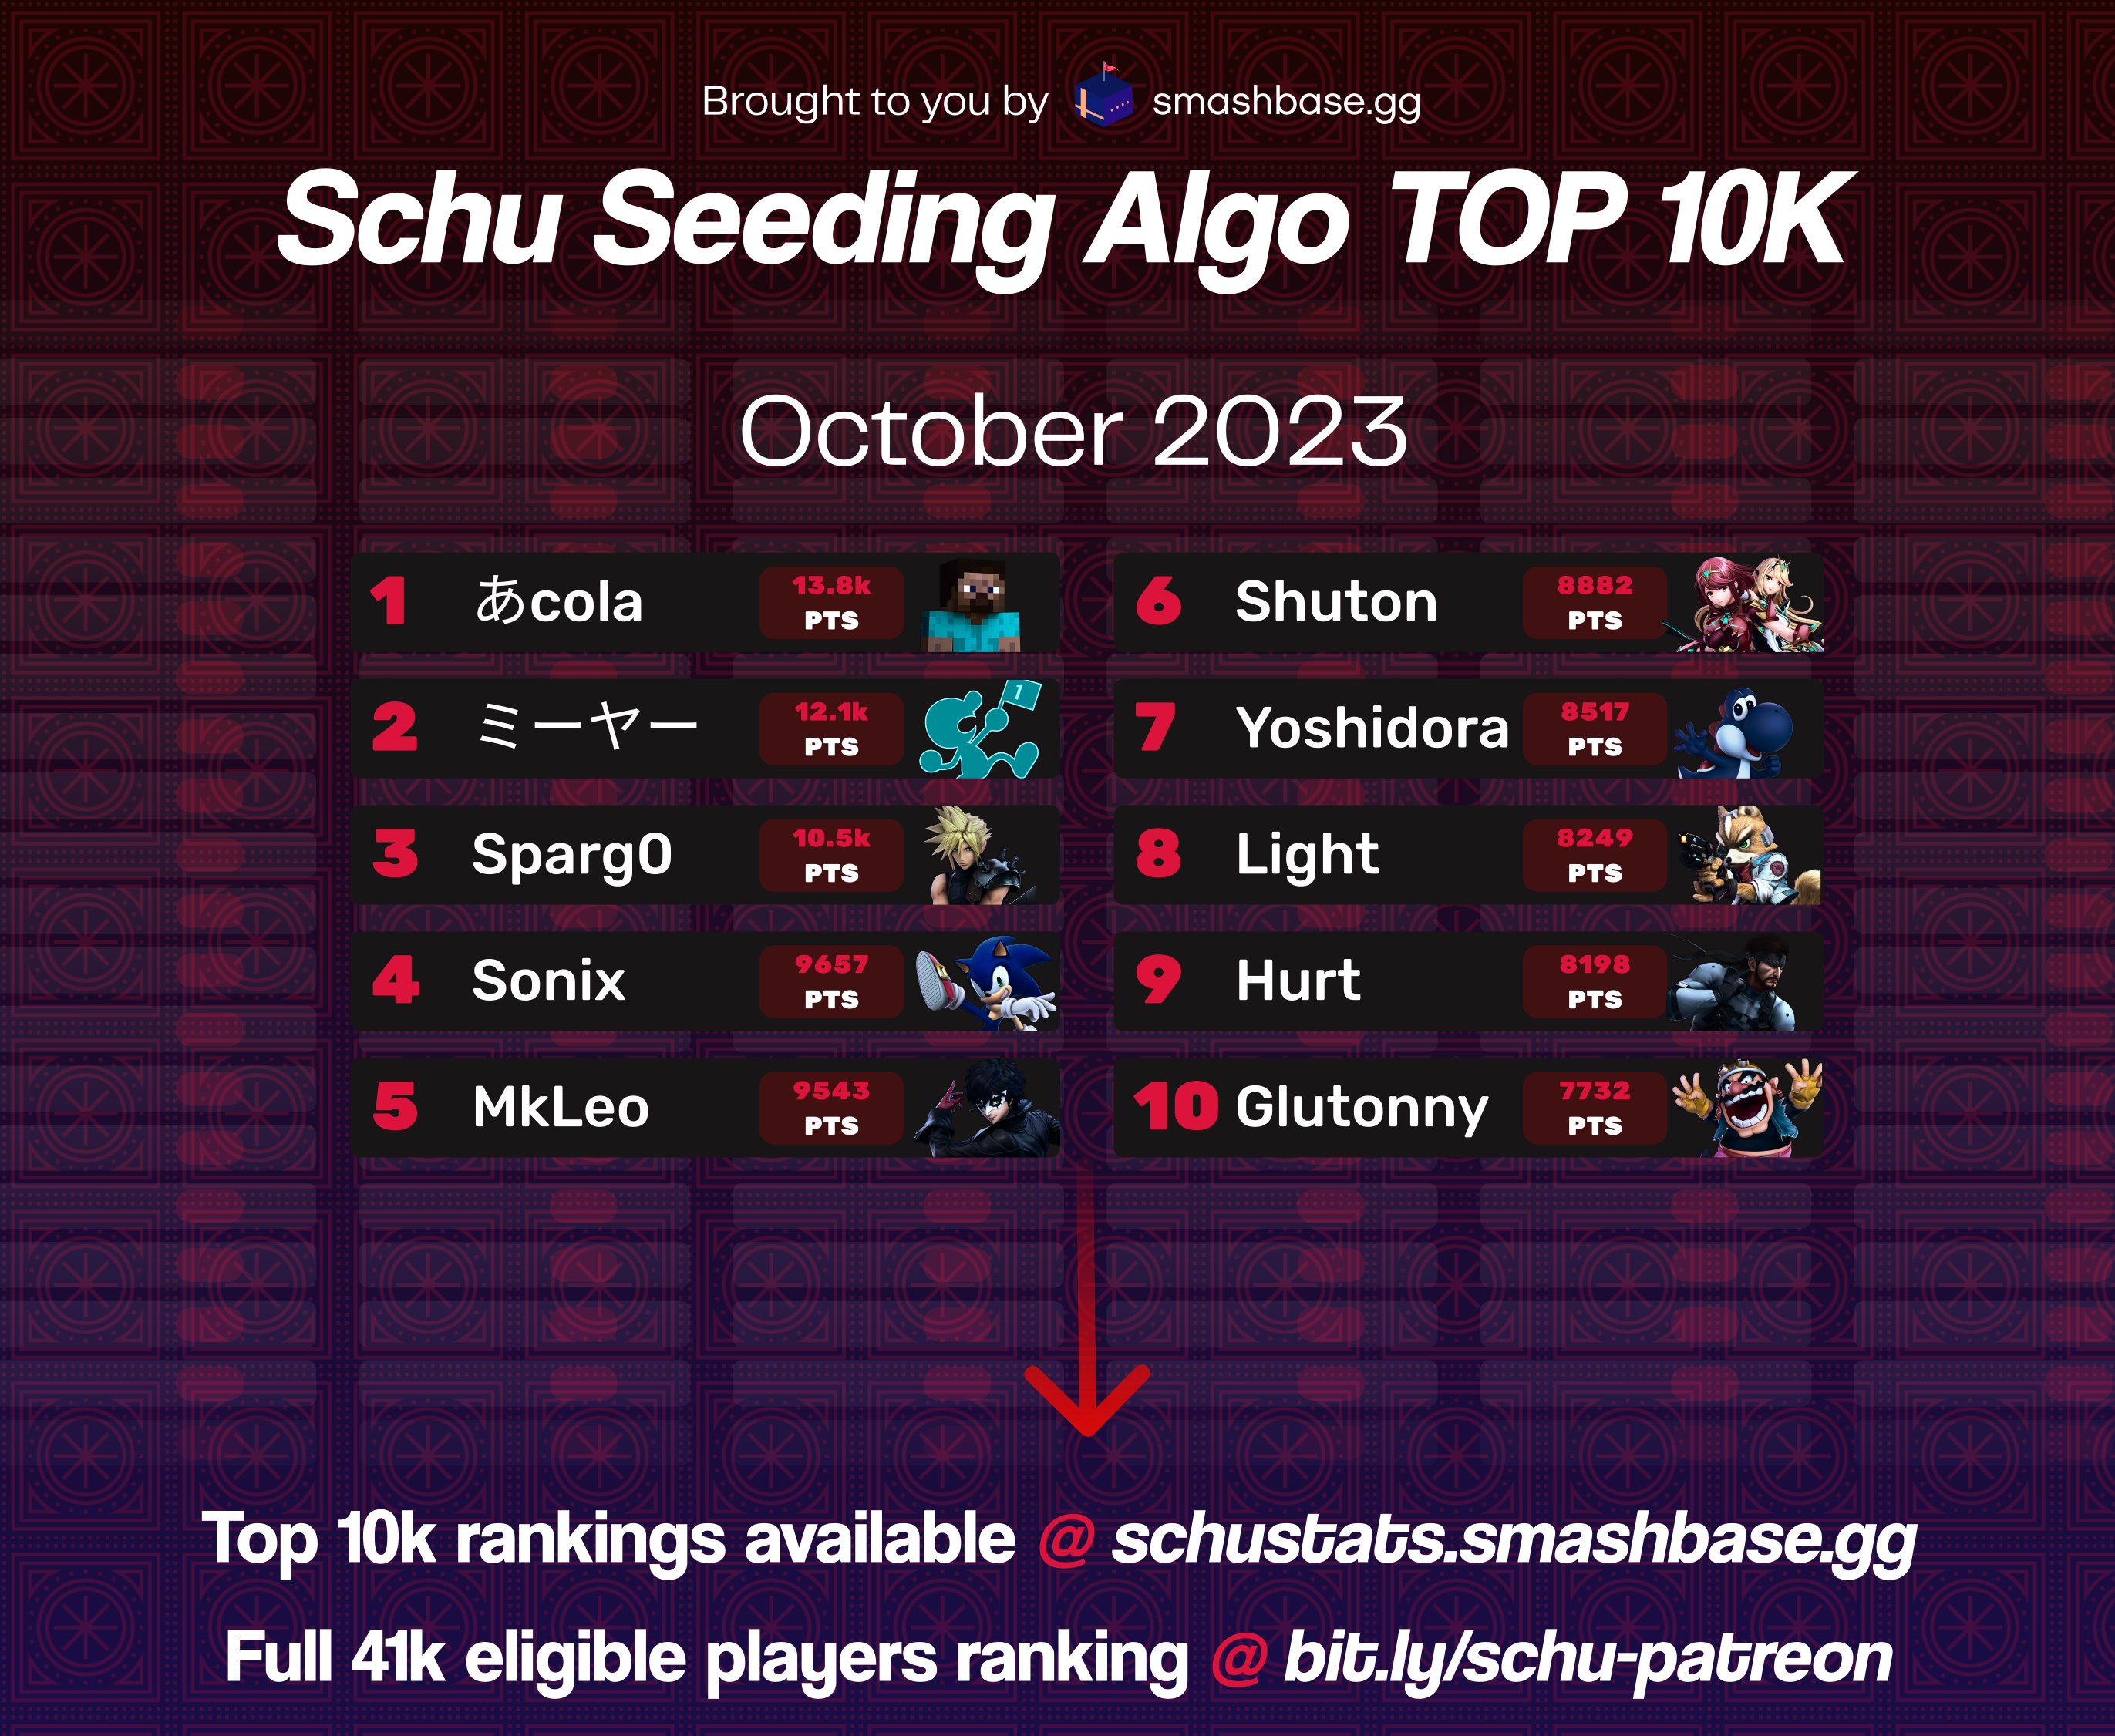 Brought to you by smashbase.gg
Schu Seeding Algo TOP 10K
October 2023
1 あcola 13.8k PTS
2 ミーヤー 12.1k PTS
1
3 Sparg0 10.5k PTS
4 Sonix 9657 PTS
5 MkLeo 9543 PTS
6 Shuton 8882 PTS
7 Yoshidora 8517 PTS
8 Light 8249 PTS
9 Hurt 8198 PTS
10 Glutonny 7732 PTS
Top 10k rankings available @ schustats.smashbase.gg
Full 41k eligible players ranking @ bit.ly/schu-patreon